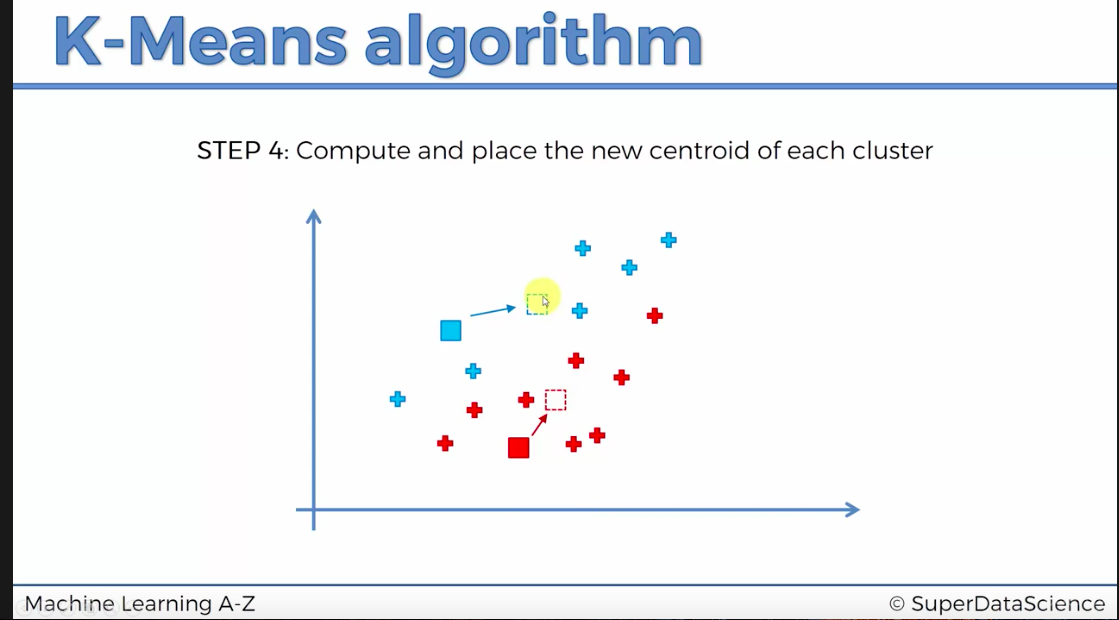 K-Means algorithm
STEP 4: Compute and place the new centroid of each cluster
Machine Learning A-Z
© SuperDataScience